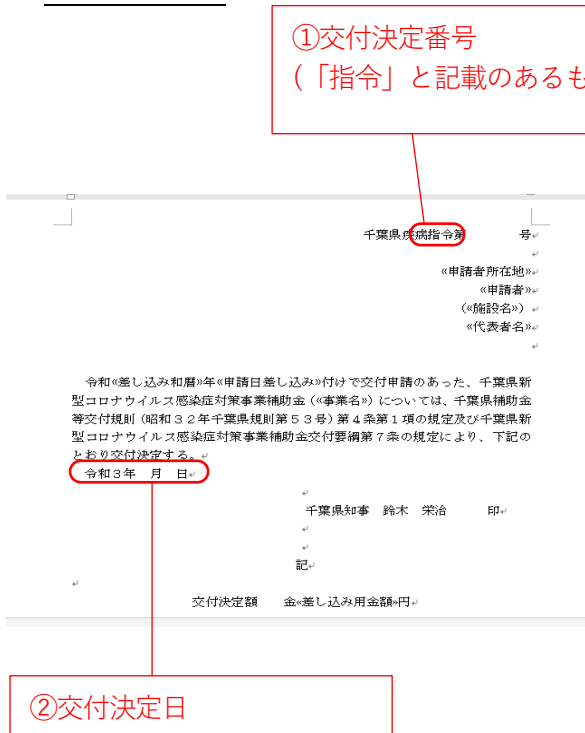 ①交付決定番号
(「指令」と記載のあるも
千葉県疾病指令第　　　　号
«申請者所在地»
«申請者»
(«施設名»)
«代表者名»
令和«差し込み和暦»年«申請日差し込み»付けで交付申請のあった、千葉県新
型コロナウイルス感染症対策事業補助金(«事業名»)については、千葉県補助金
等交付規則(昭和３２年千葉県規則第５３号)第４条第１項の規定及び千葉県新
型コロナウイルス感染症対策事業補助金交付要綱第７条の規定により、下記の
とおり交付決定する。
令和３年　月　日
千葉県知事　鈴木　栄治　　　印
記
交付決定額　　金«差し込み用金額»円
②交付決定日